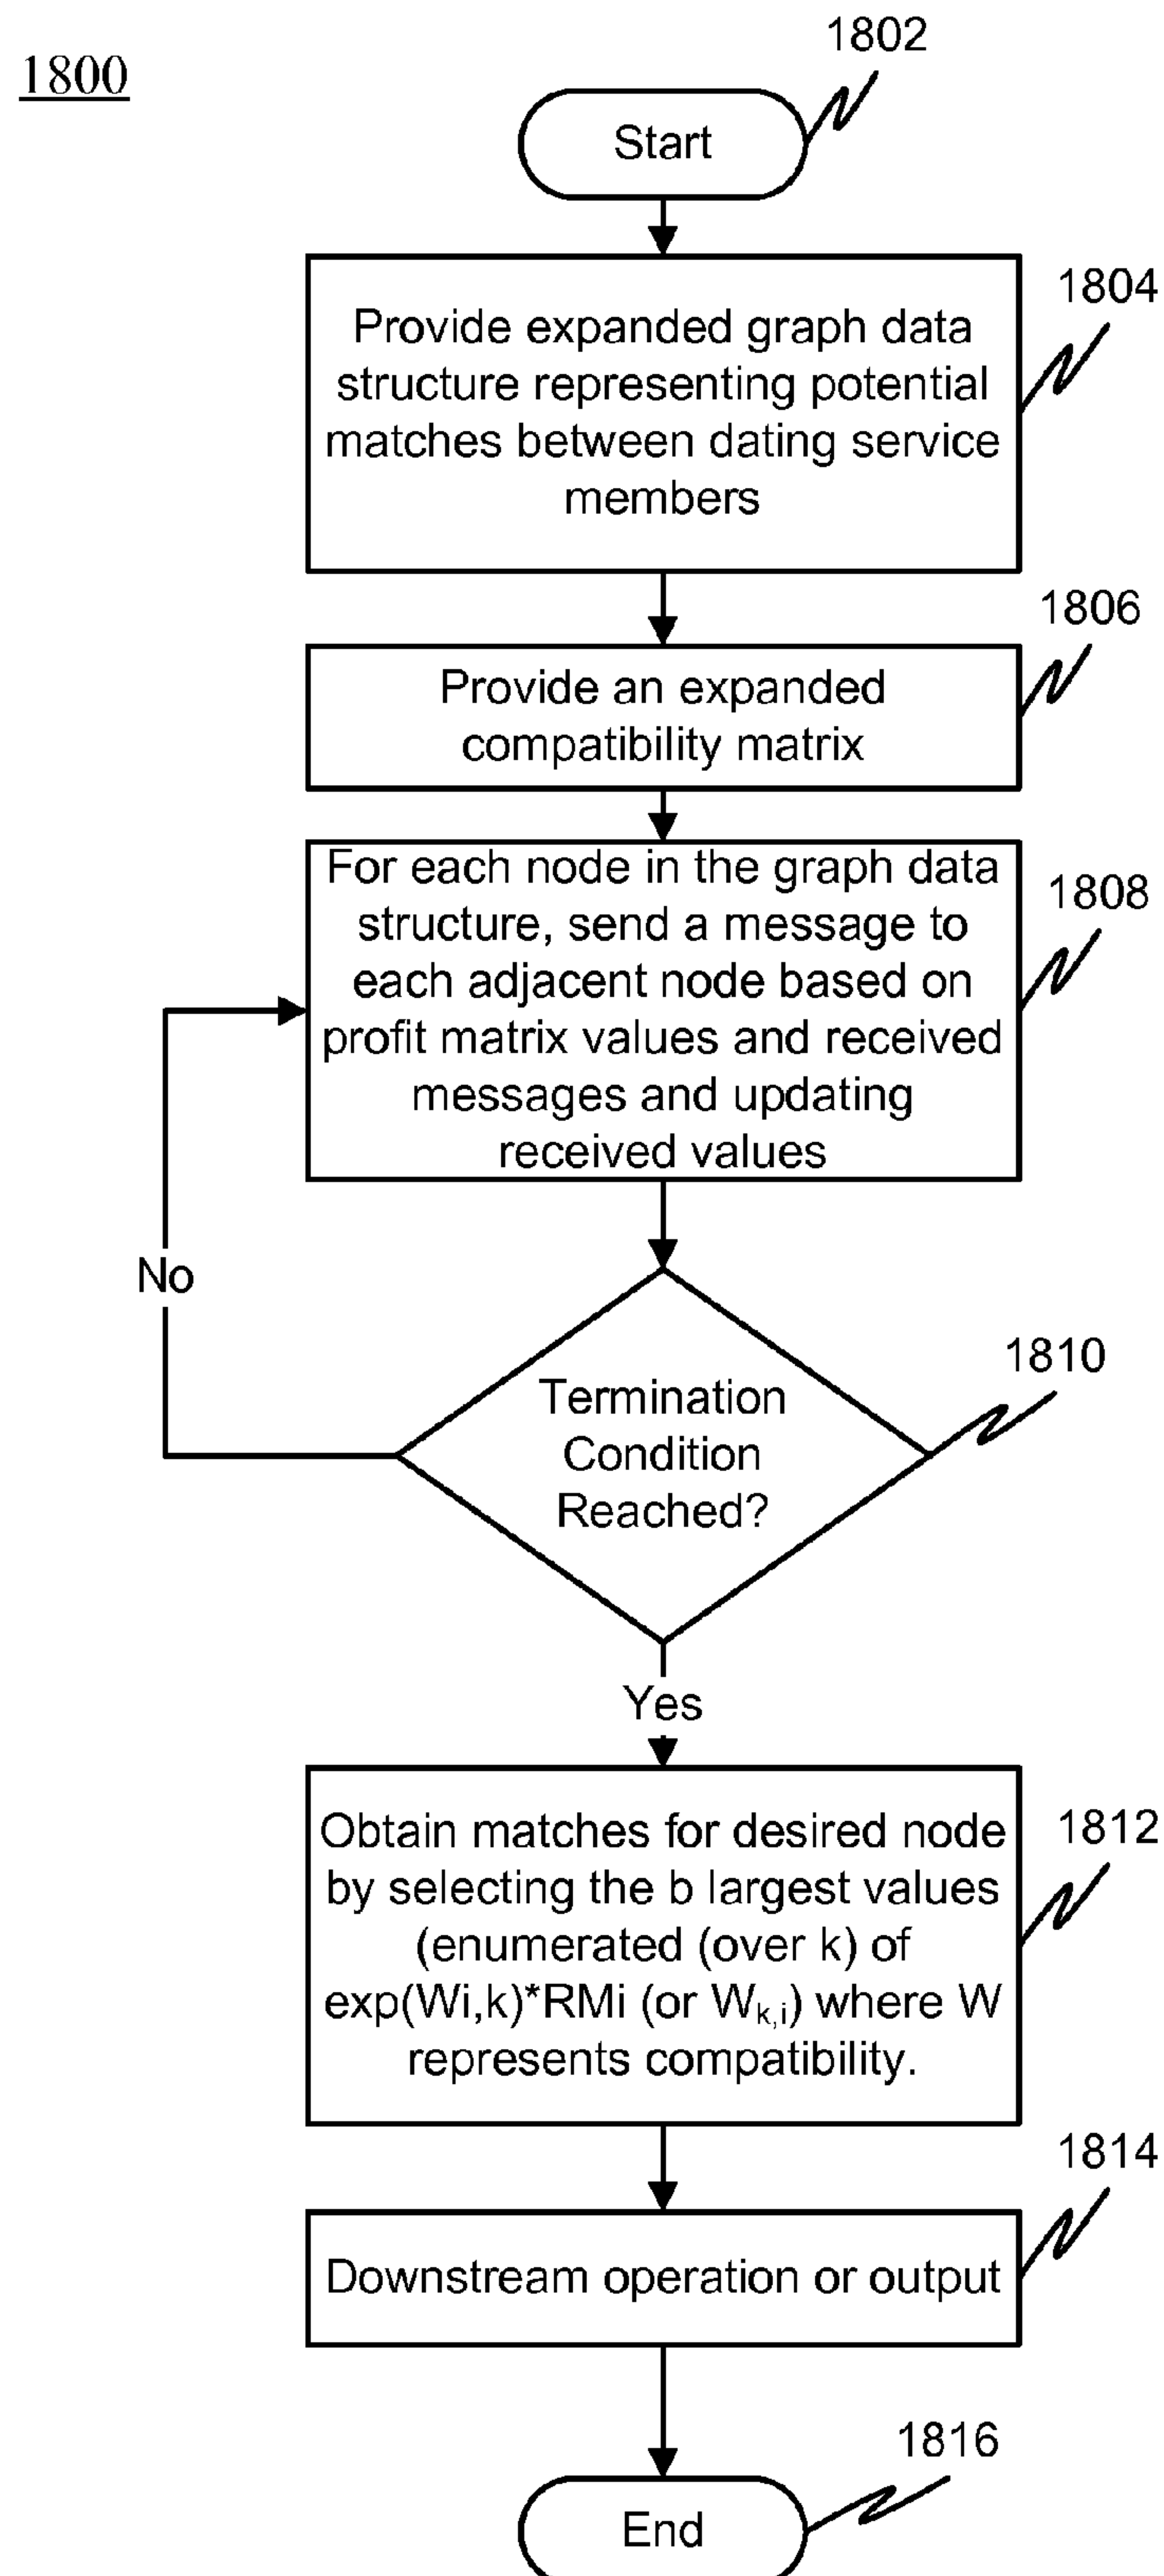 1800
1802
Start
1804
Provide expanded graph data
structure representing potential
matches between dating service
members
1806
Provide an expanded
compatibility matrix
1808
For each node in the graph data
structure, send a message to
each adjacent node based on
profit matrix values and received
messages and updating
received values
No
1810
Termination
Condition
Reached?
Yes
1812
Obtain matches for desired node
by selecting the b largest values
(enumerated (over k) of
exp(Wi,k)*RMi (or Wk,i) where W
represents compatibility.
1814
Downstream operation or output
1816
End